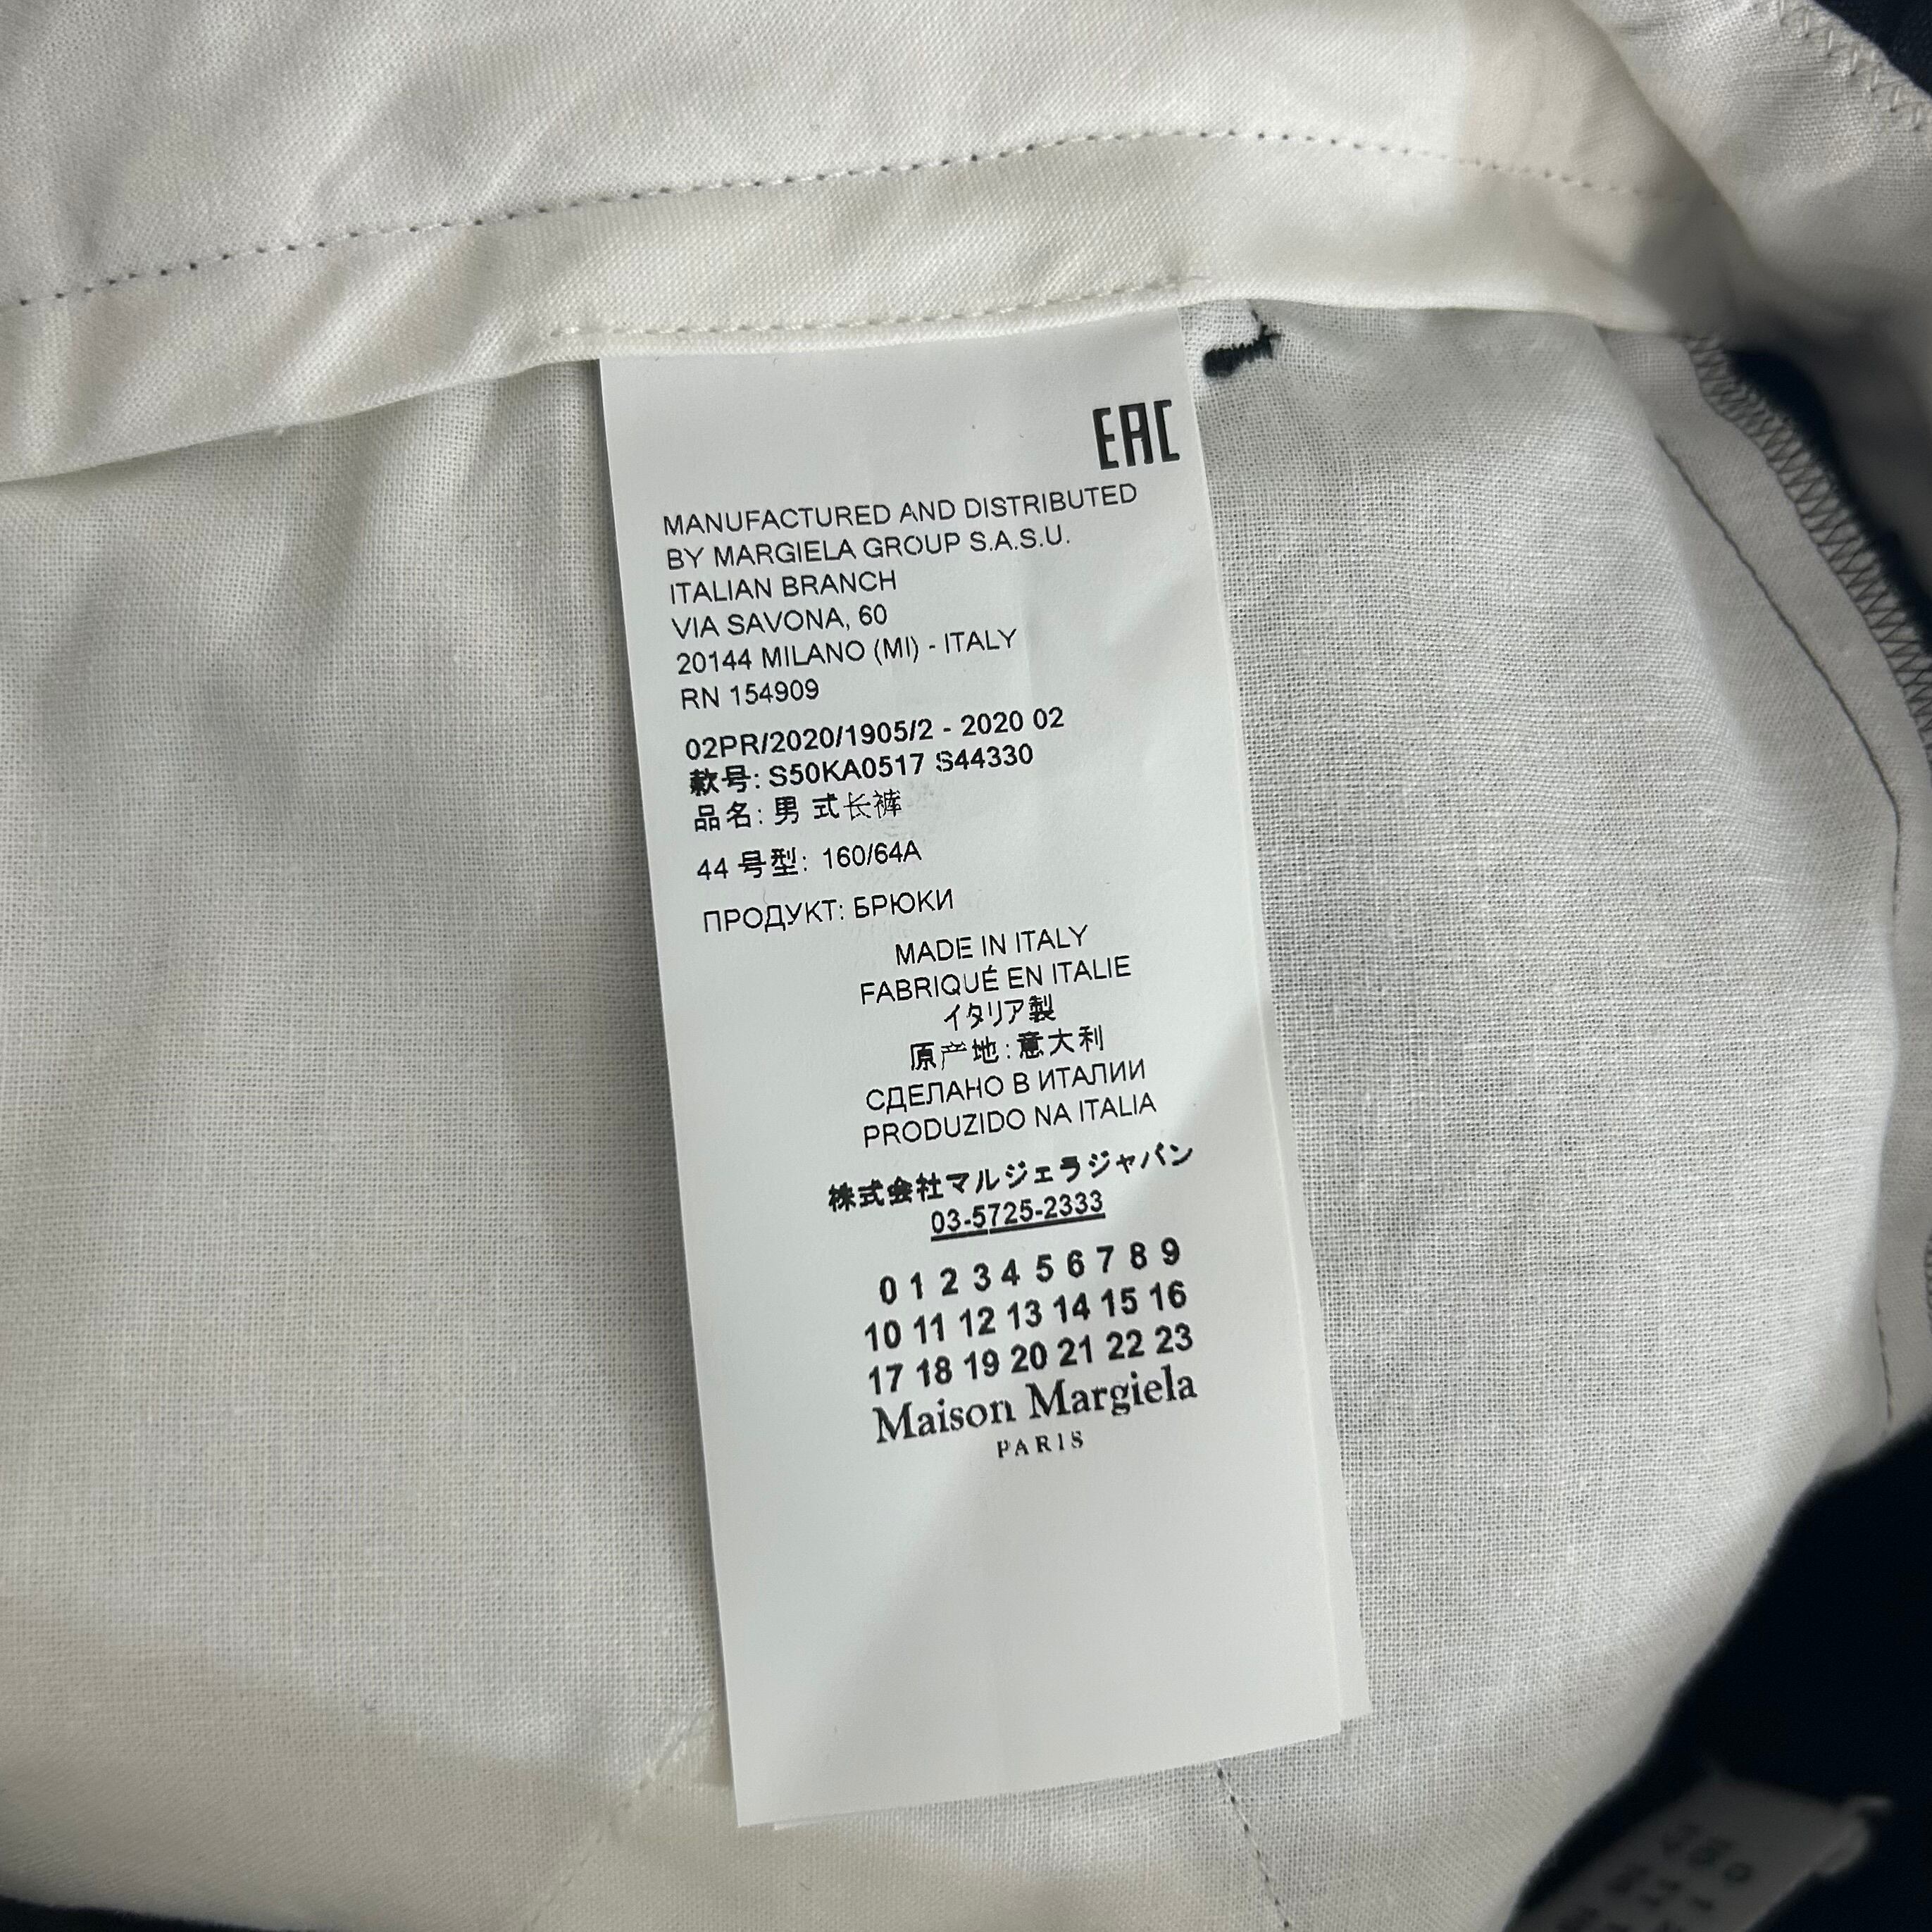 EAC
MANUFACTURED AND DISTRIBUTED
BY MARGIELA GROUP S.A.S.U.
ITALIAN BRANCH
VIA SAVONA, 60
20144 MILANO (MI) - ITALY
RN 154909
02PR/2020/1905/2 - 2020 02
款号: S50KA0517 S44330
品名: 男 式长裤
44 号型: 160/64A
ПРОДУКТ: БРЮКИ
MADE IN ITALY
FABRIQUÉ EN ITALIE
イタリア製
原产地: 意大利
СДЕЛАНО В ИТАЛИИ
PRODUZIDO NA ITALIA
株式会社マルジェラジャパン
03-5725-2333
0 1 2 3 4 5 6 7 8 9
10 11 12 13 14 15 16
17 18 19 20 21 22 23
Maison Margiela
PARIS